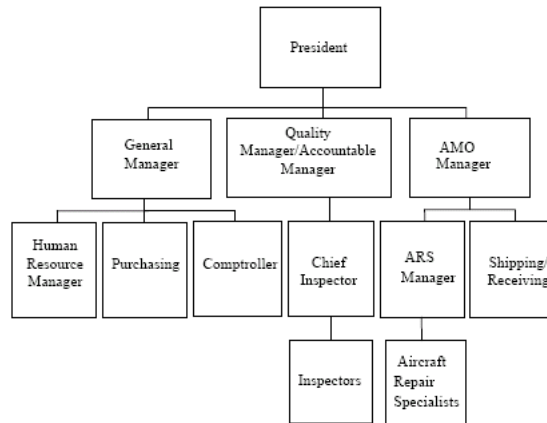 President
General
Manager
Quality
Manager/Accountable
Manager
AMO
Manager
Human
Resource
Manager
Purchasing
Comptroller
Chief
Inspector
ARS
Manager
Shipping/
Receiving
Inspectors
Aircraft
Repair
Specialists